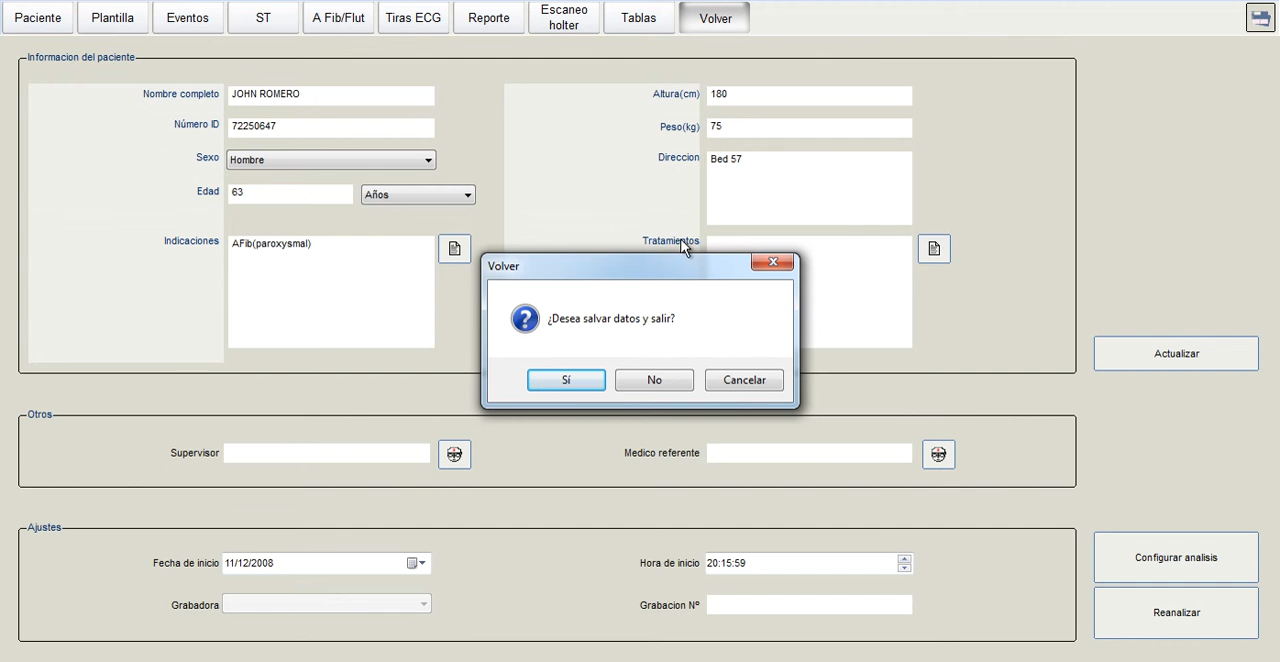 Paciente
Plantilla
Eventos
ST
A Fib/Flut
Tiras ECG
Reporte
Escaneo
holter
Tablas
Volver
Informacion del paciente
Nombre completo JOHN ROMERO
Altura(cm) 180
Número ID 72250647
Peso(kg) 75
Sexo Hombre
Direccion Bed 57
Edad 63 Años
Indicaciones AFib(paroxysmal)
Tratamientos
Volver
¿Desea salvar datos y salir?
Sí
No
Cancelar
Actualizar
Otros
Supervisor
Medico referente
Ajustes
Fecha de inicio 11/12/2008
Hora de inicio 20:15:59
Grabadora
Grabacion Nº
Configurar analisis
Reanalizar